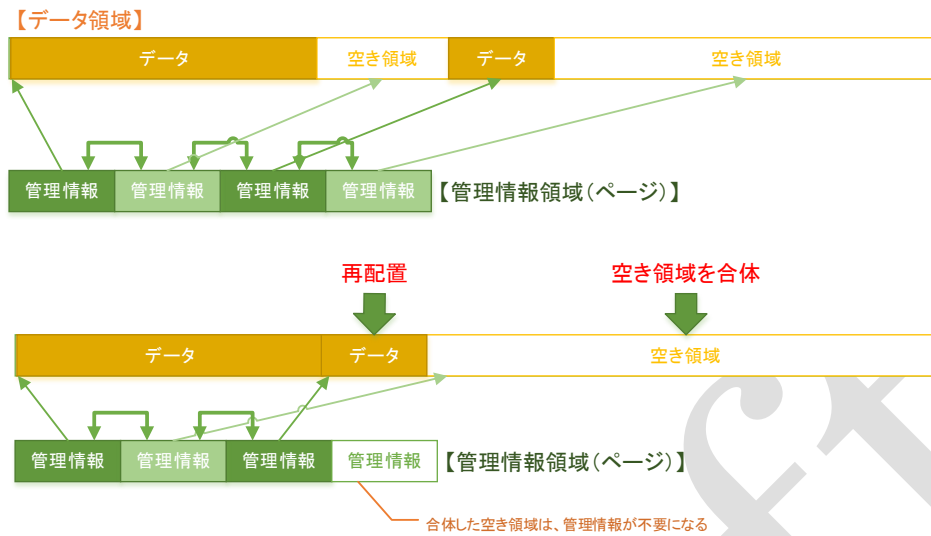 【データ領域】
データ 空き領域 データ 空き領域
管理情報 管理情報 管理情報 管理情報 【管理情報領域(ページ)】
再配置 空き領域を合体
データ データ 空き領域
管理情報 管理情報 管理情報 管理情報 【管理情報領域(ページ)】
合体した空き領域は、管理情報が不要になる